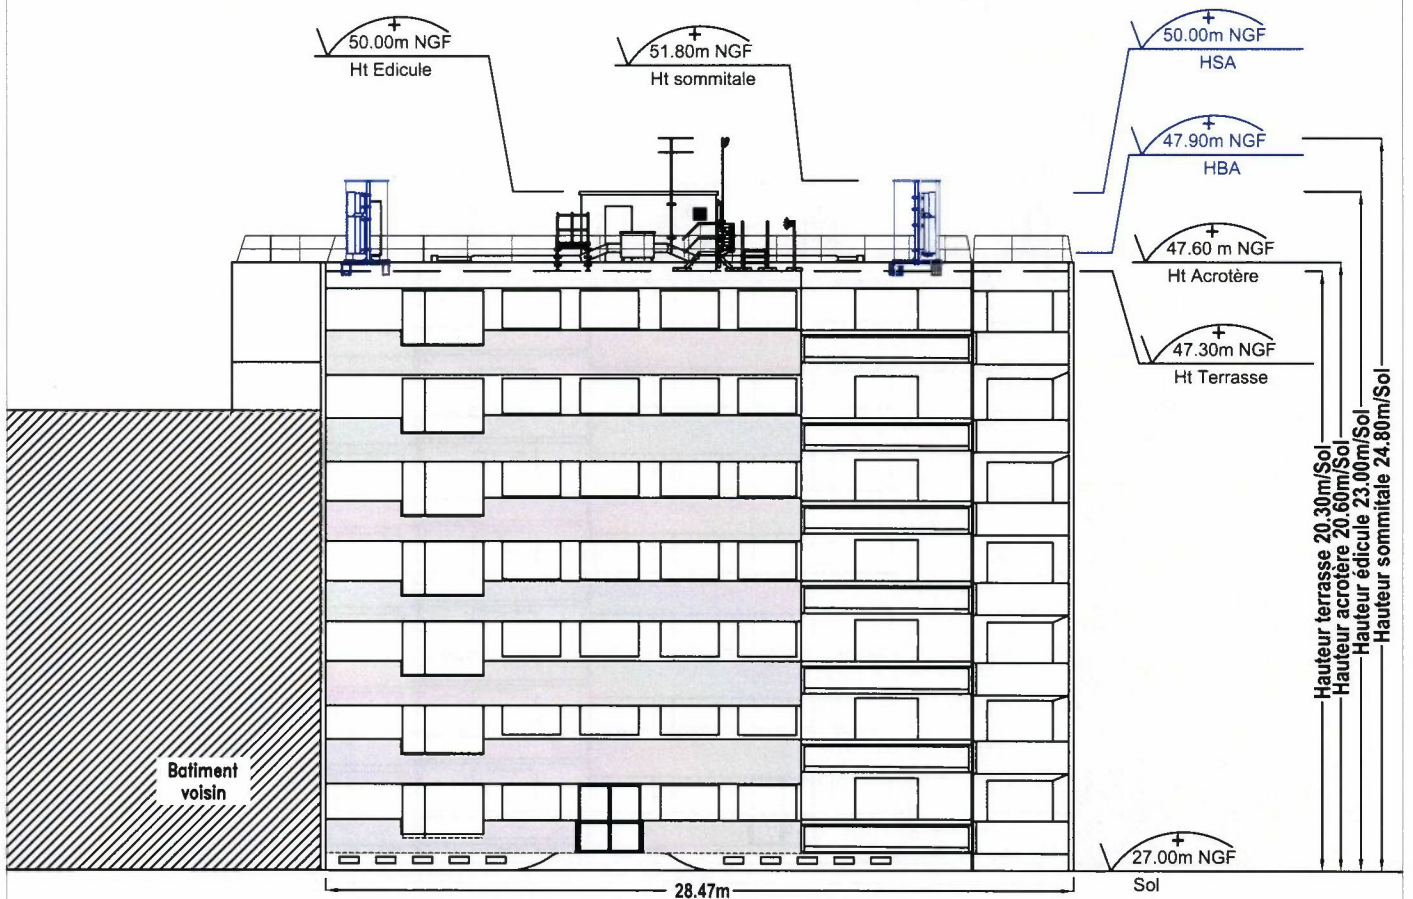 50.00m NGF
Ht Edicule
51.80m NGF
Ht sommitale
50.00m NGF
HSA
47.90m NGF
HBA
47.60 m NGF
Ht Acrotère
47.30m NGF
Ht Terrasse
Hauteur terrasse 20.30m/Sol
Hauteur acrotère 20.60m/Sol
Hauteur édicule 23.00m/Sol
Hauteur sommitale 24.80m/Sol
Batiment
voisin
27.00m NGF
Sol
28.47m